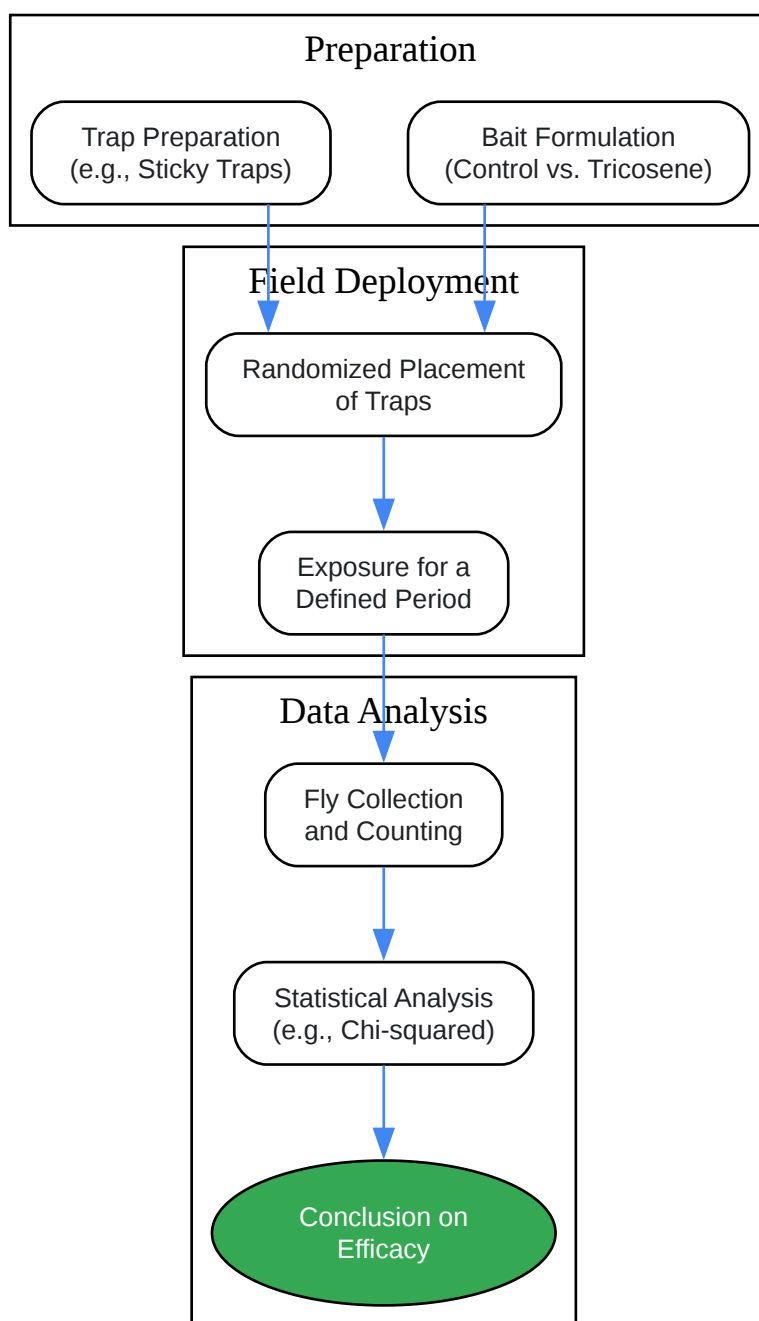 Preparation
Trap Preparation
(e.g., Sticky Traps)
Bait Formulation
(Control vs. Tricosene)
Field Deployment
Randomized Placement
of Traps
Exposure for a
Defined Period
Data Analysis
Fly Collection
and Counting
Statistical Analysis
(e.g., Chi-squared)
Conclusion on
Efficacy